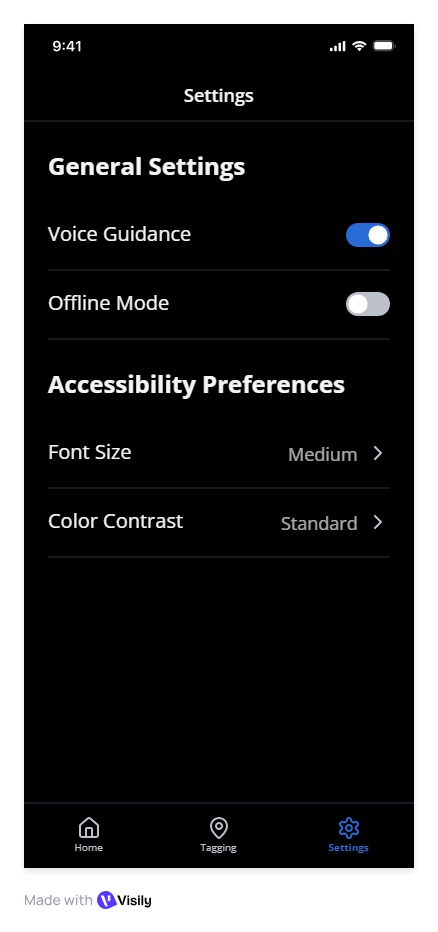 9:41
Settings
General Settings
Voice Guidance
Offline Mode
Accessibility Preferences
Font Size Medium
Color Contrast Standard
Home Tagging Settings
Made with Visily